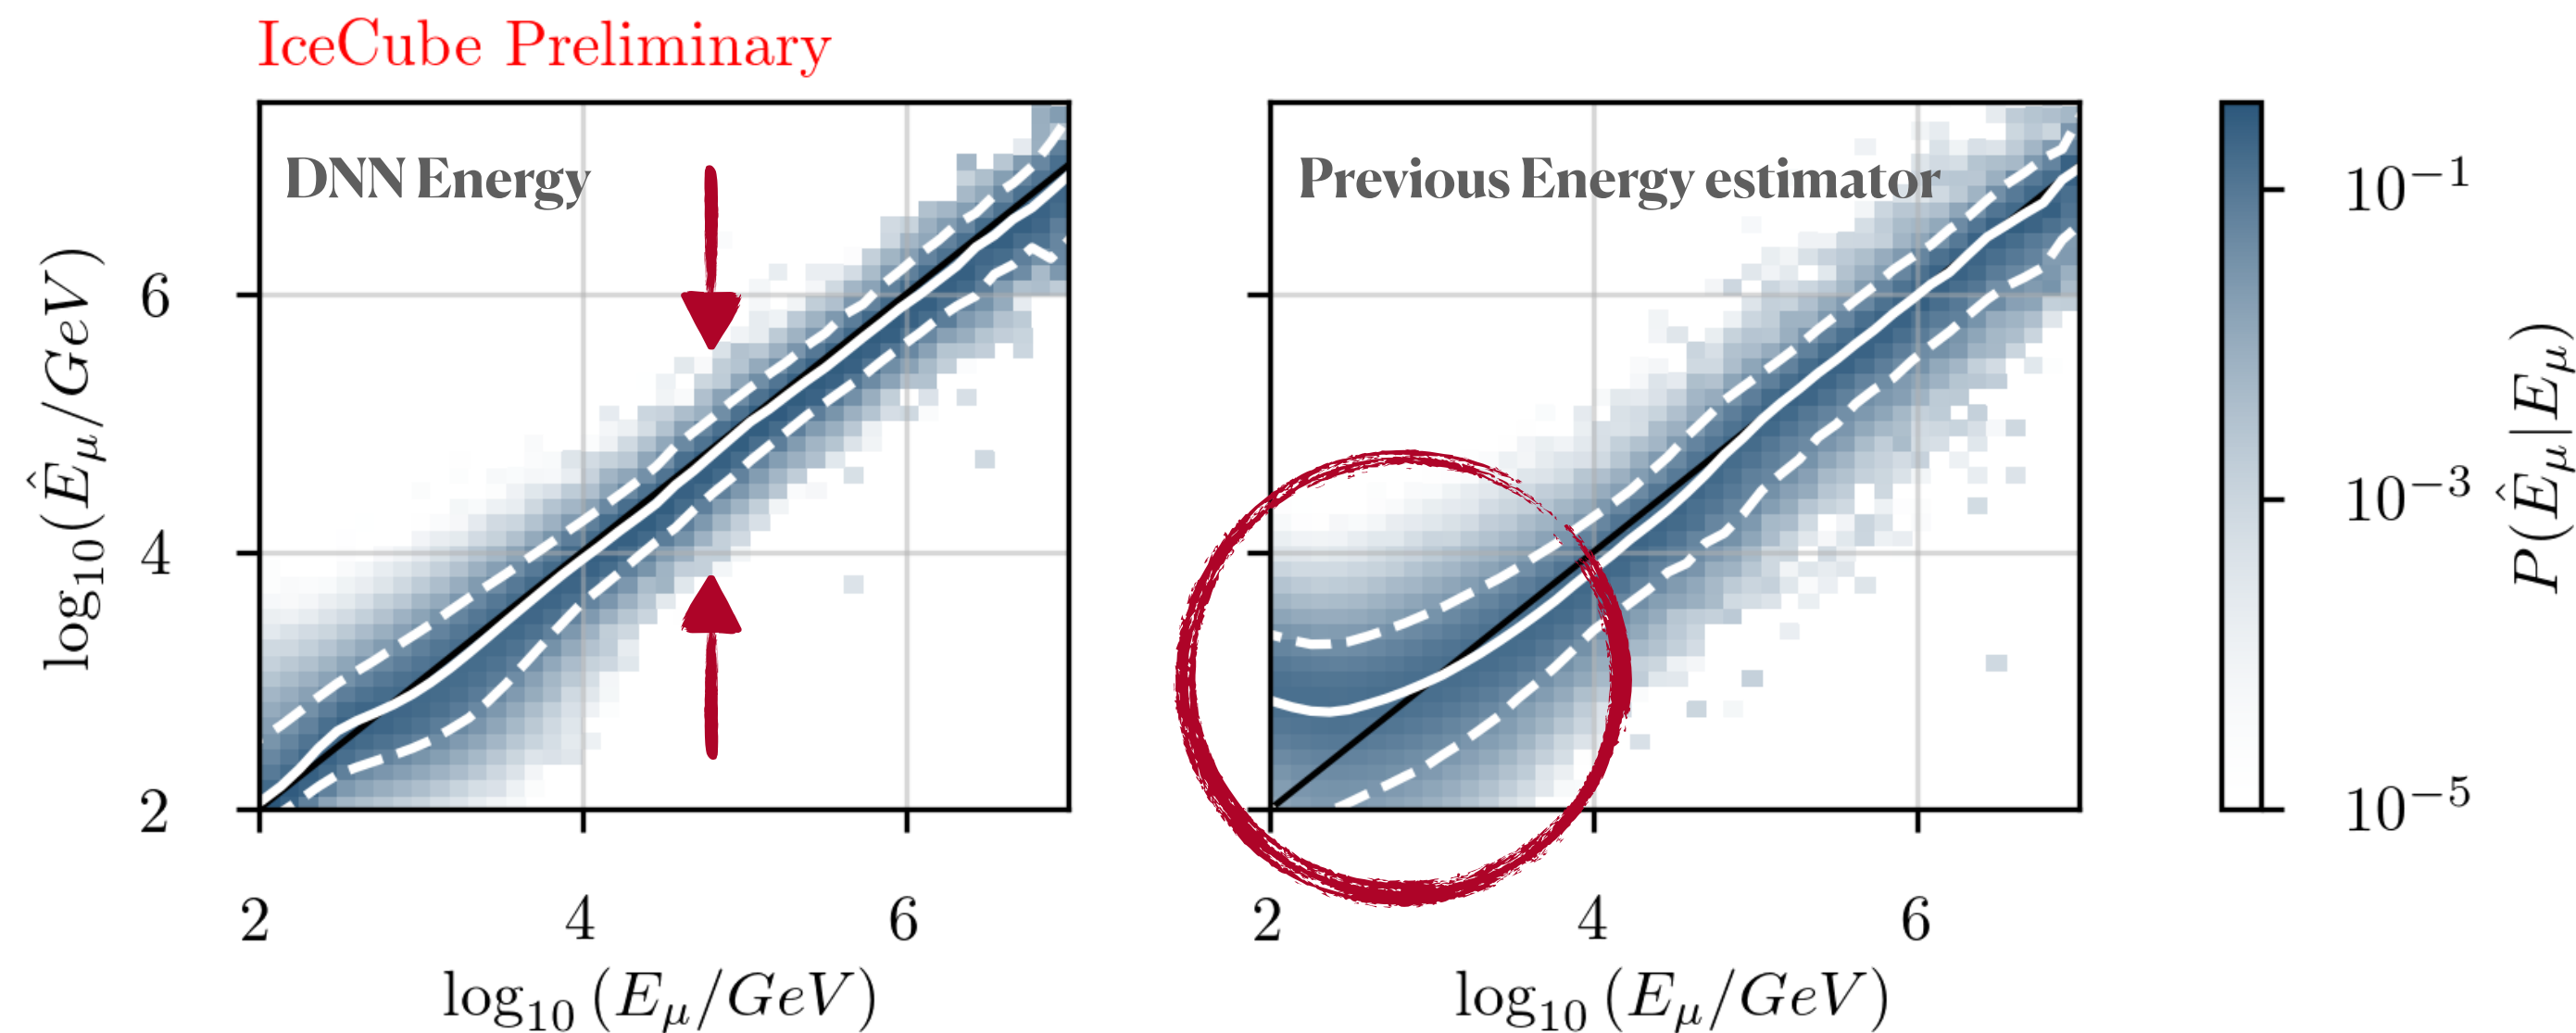 IceCube Preliminary
DNN Energy
Previous Energy estimator
log₁₀(Ê_μ/GeV)
6
4
2
2
4
6
log₁₀ (E_μ/GeV)
2
4
6
log₁₀ (E_μ/GeV)
10⁻¹
10⁻³
10⁻⁵
P(Ê_μ|E_μ)